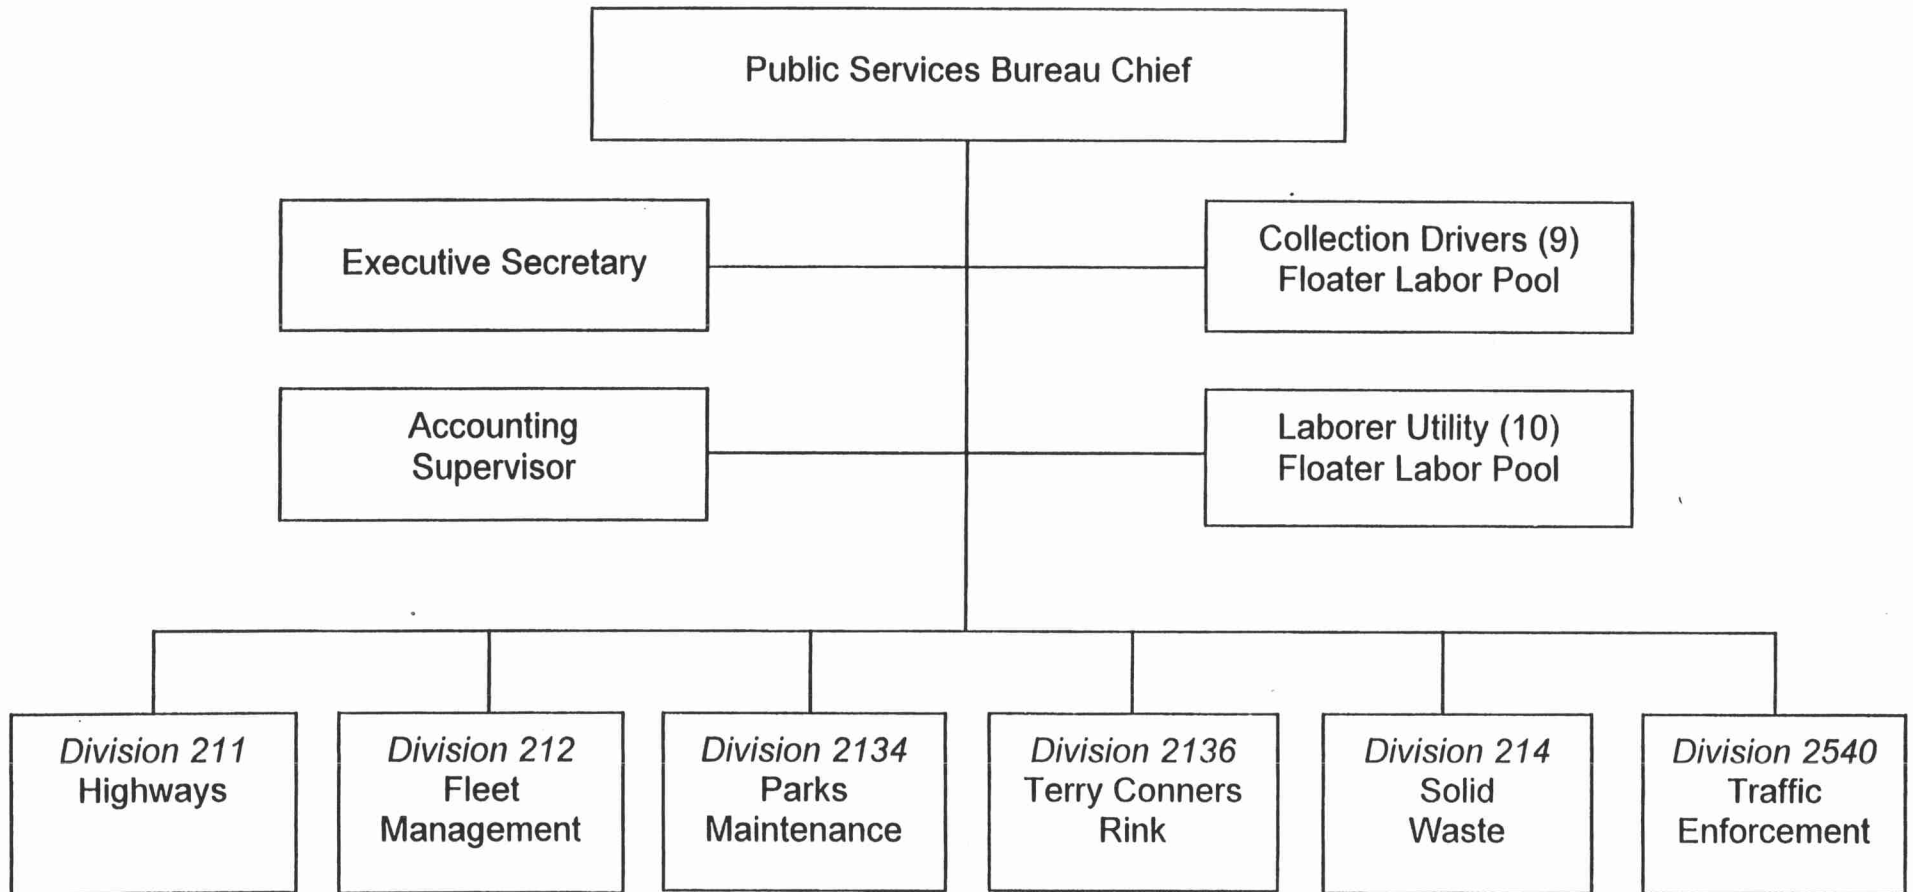 Public Services Bureau Chief
Executive Secretary
Collection Drivers (9)
Floater Labor Pool
Accounting
Supervisor
Laborer Utility (10)
Floater Labor Pool
Division 211
Highways
Division 212
Fleet
Management
Division 2134
Parks
Maintenance
Division 2136
Terry Conners
Rink
Division 214
Solid
Waste
Division 2540
Traffic
Enforcement